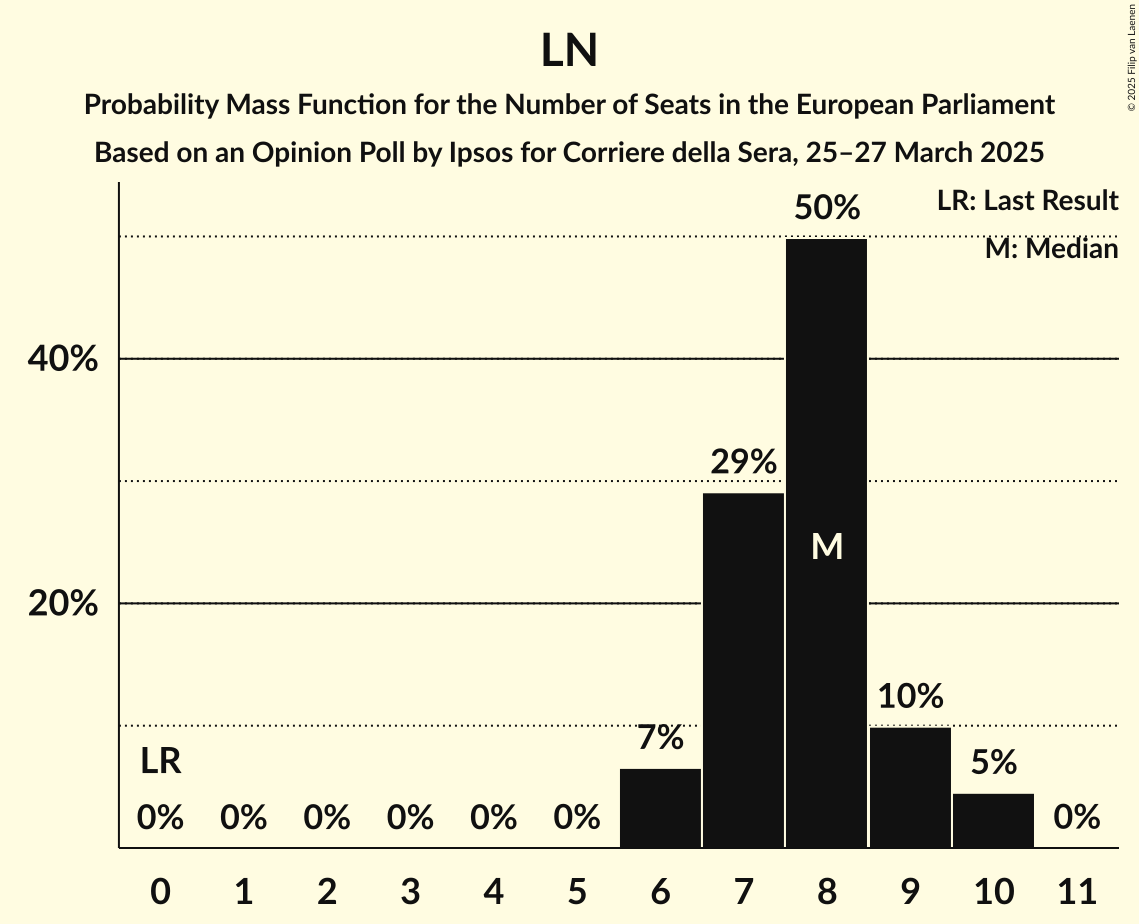 LN
Probability Mass Function for the Number of Seats in the European Parliament
Based on an Opinion Poll by Ipsos for Corriere della Sera, 25–27 March 2025
© 2025 Filip van Laenen
LR: Last Result
M: Median
50%
40%
29%
M
20%
10%
7%
5%
LR
0% 0% 0% 0% 0% 0% 0%
0 1 2 3 4 5 6 7 8 9 10 11